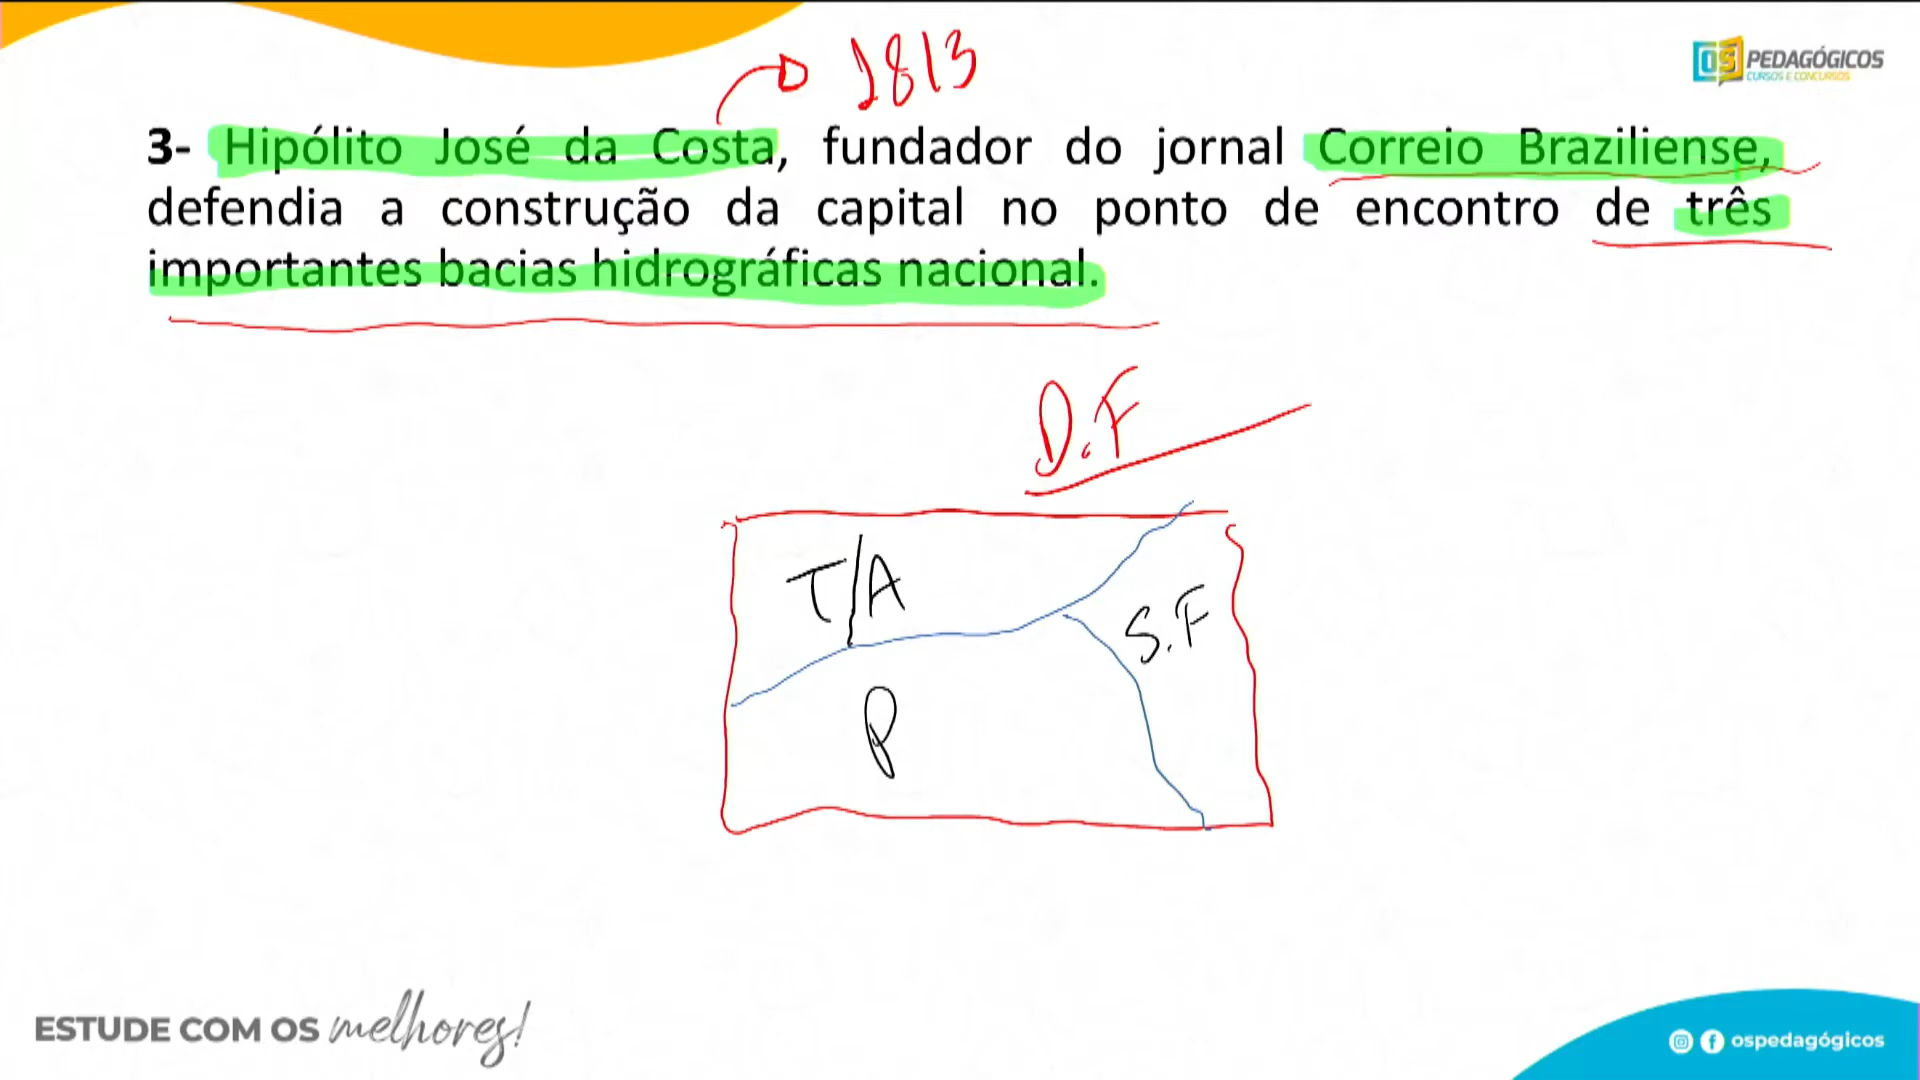 1813
OS PEDAGÓGICOS
CURSOS E CONCURSOS
3- Hipólito José da Costa, fundador do jornal Correio Braziliense,
defendia a construção da capital no ponto de encontro de três
importantes bacias hidrográficas nacional.
D.F
T/A
S.F
P
ESTUDE COM OS melhores!
ospedagógicos